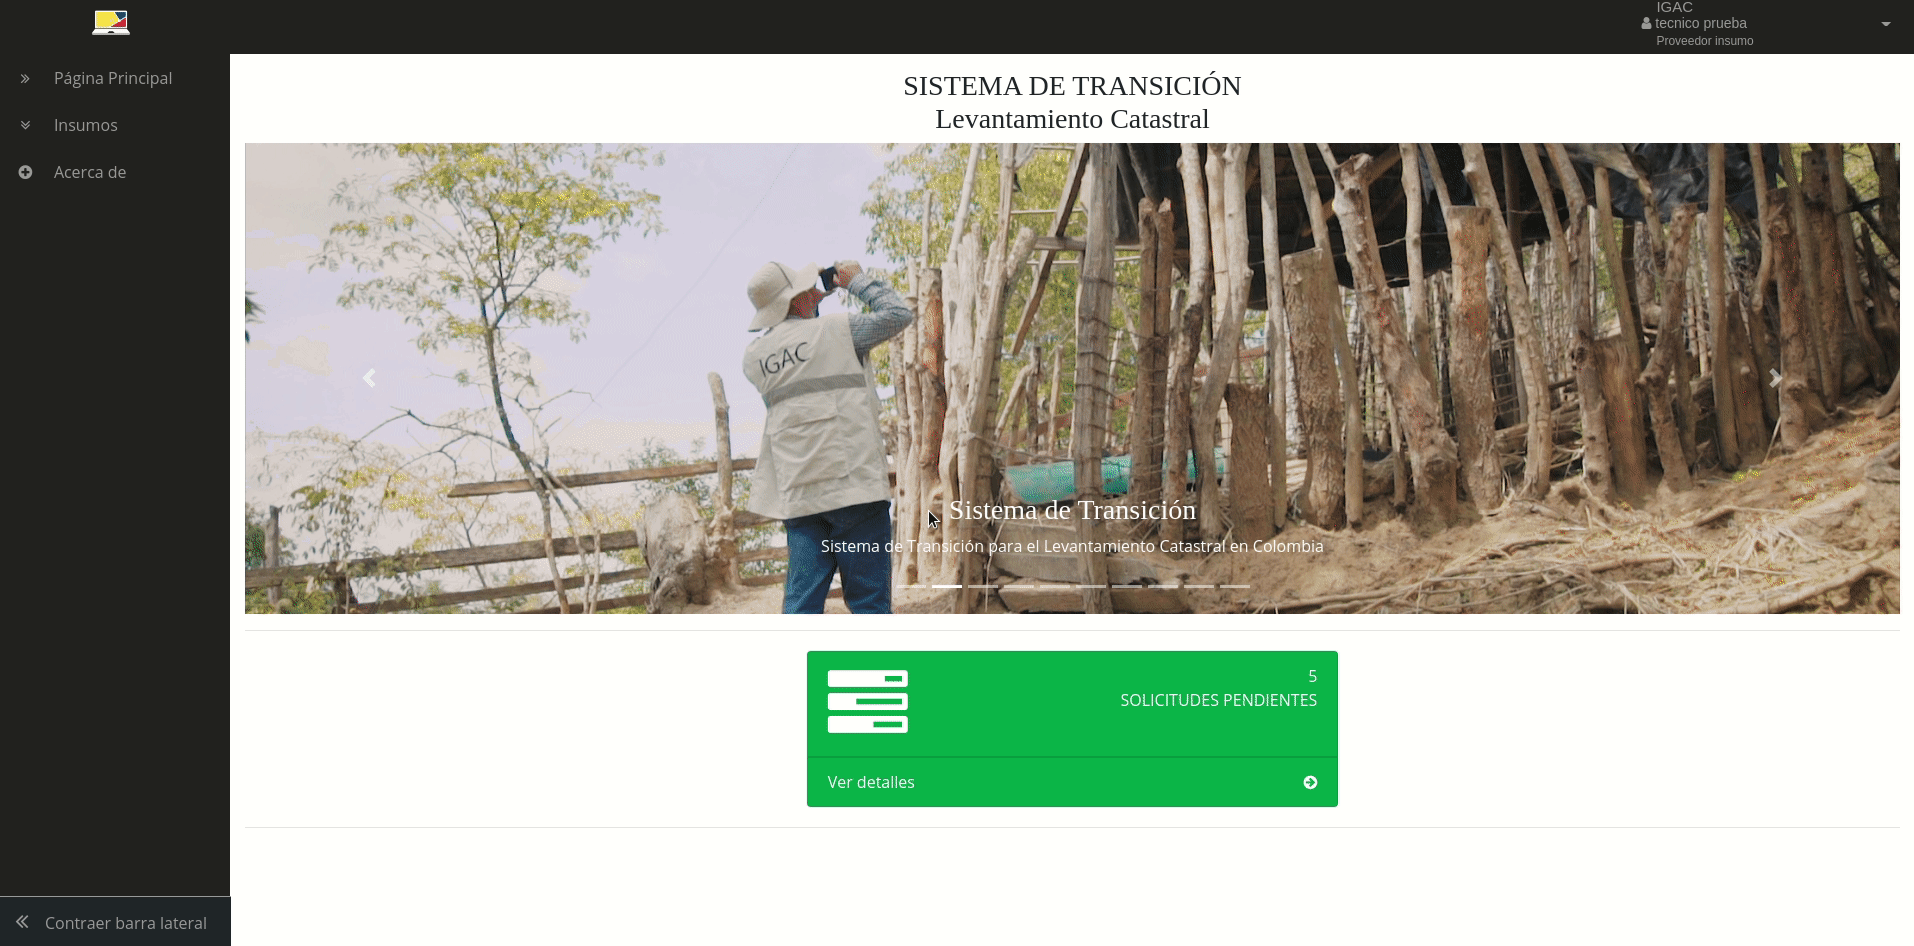 IGAC
tecnico prueba
Proveedor insumo
Página Principal
Insumos
Acerca de
SISTEMA DE TRANSICIÓN
Levantamiento Catastral
IGAC
Sistema de Transición
Sistema de Transición para el Levantamiento Catastral en Colombia
5
SOLICITUDES PENDIENTES
Ver detalles
Contraer barra lateral